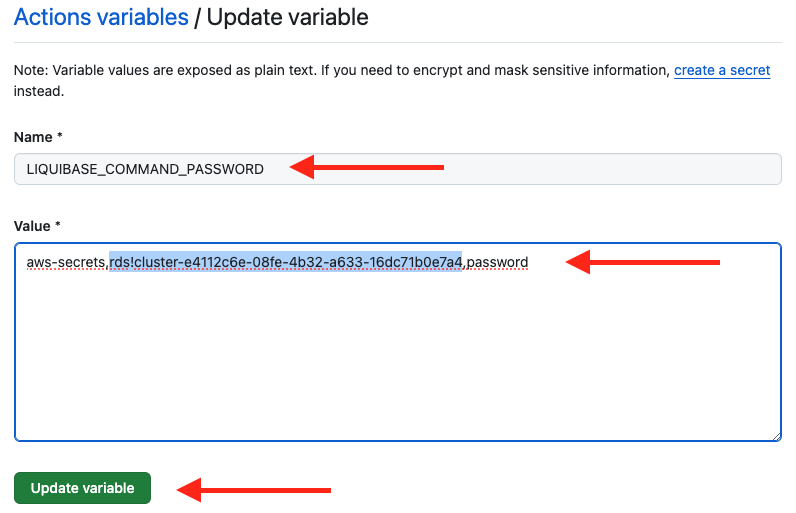 Actions variables / Update variable
Note: Variable values are exposed as plain text. If you need to encrypt and mask sensitive information, create a secret
instead.
Name *
LIQUIBASE_COMMAND_PASSWORD
Value *
aws-secrets,rds!cluster-e4112c6e-08fe-4b32-a633-16dc71b0e7a4,password
Update variable